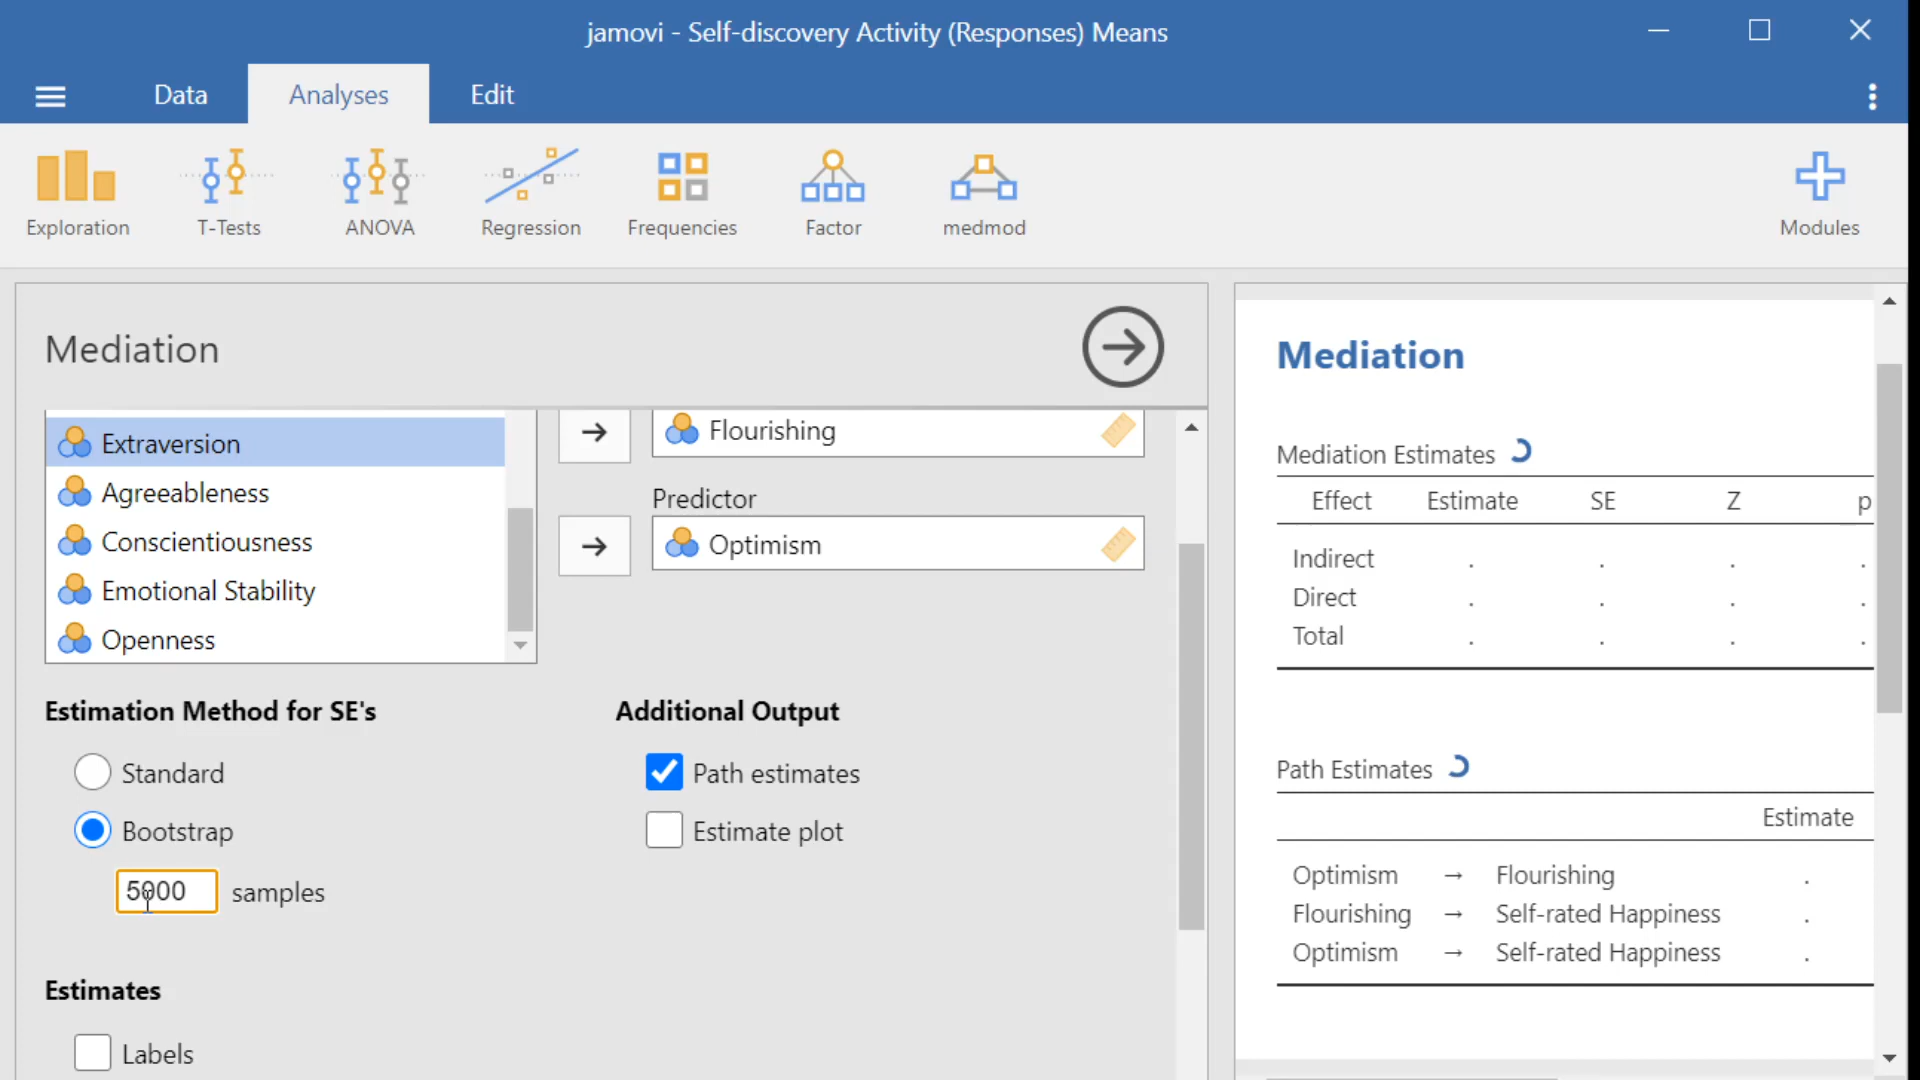 jamovi - Self-discovery Activity (Responses) Means
Data Analyses Edit
Exploration T-Tests ANOVA Regression Frequencies Factor medmod Modules
Mediation
Extraversion
Agreeableness
Conscientiousness
Emotional Stability
Openness
Flourishing
Predictor
Optimism
Estimation Method for SE's
Standard
Bootstrap
5000 samples
Additional Output
Path estimates
Estimate plot
Estimates
Labels
Mediation
Mediation Estimates
Effect Estimate SE Z p
Indirect . . . .
Direct . . . .
Total . . . .
Path Estimates
Estimate
Optimism → Flourishing .
Flourishing → Self-rated Happiness .
Optimism → Self-rated Happiness .